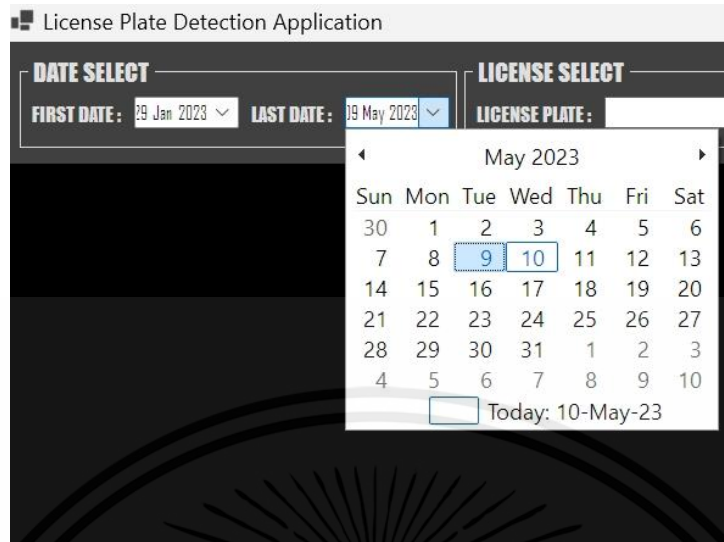 License Plate Detection Application
DATE SELECT LICENSE SELECT
FIRST DATE : 29 Jan 2023 LAST DATE : 09 May 2023 LICENSE PLATE :
May 2023
Sun Mon Tue Wed Thu Fri Sat
30 1 2 3 4 5 6
7 8 9 10 11 12 13
14 15 16 17 18 19 20
21 22 23 24 25 26 27
28 29 30 31 1 2 3
4 5 6 7 8 9 10
Today: 10-May-23